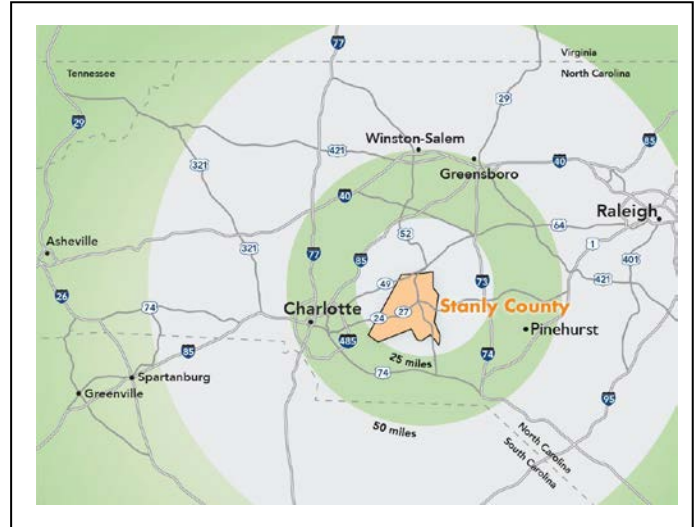 77
Virginia
Tennessee
North Carolina
29
29
Winston-Salem
421
85
321
Greensboro
40
40
Raleigh
52
64
321
1
Asheville
77
85
401
421
49
73
26
74
Stanly County
Charlotte
24
27
Pinehurst
485
85
25 miles
74
74
Spartanburg
Greenville
95
50 miles
North Carolina
South Carolina